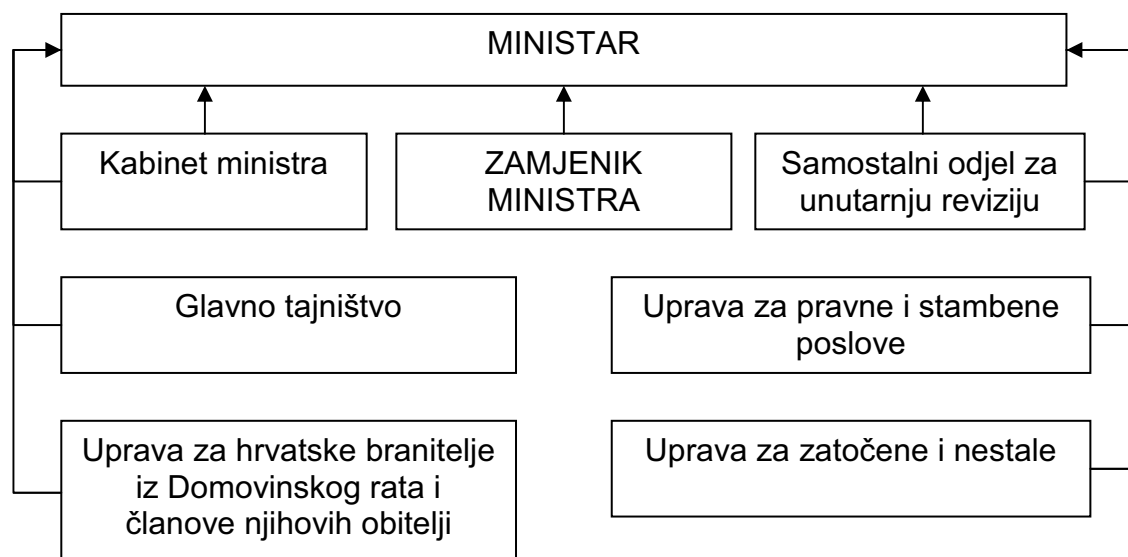 MINISTAR
Kabinet ministra
ZAMJENIK
MINISTRA
Samostalni odjel za
unutarnju reviziju
Glavno tajništvo
Uprava za pravne i stambene
poslove
Uprava za hrvatske branitelje
iz Domovinskog rata i
članove njihovih obitelji
Uprava za zatočene i nestale